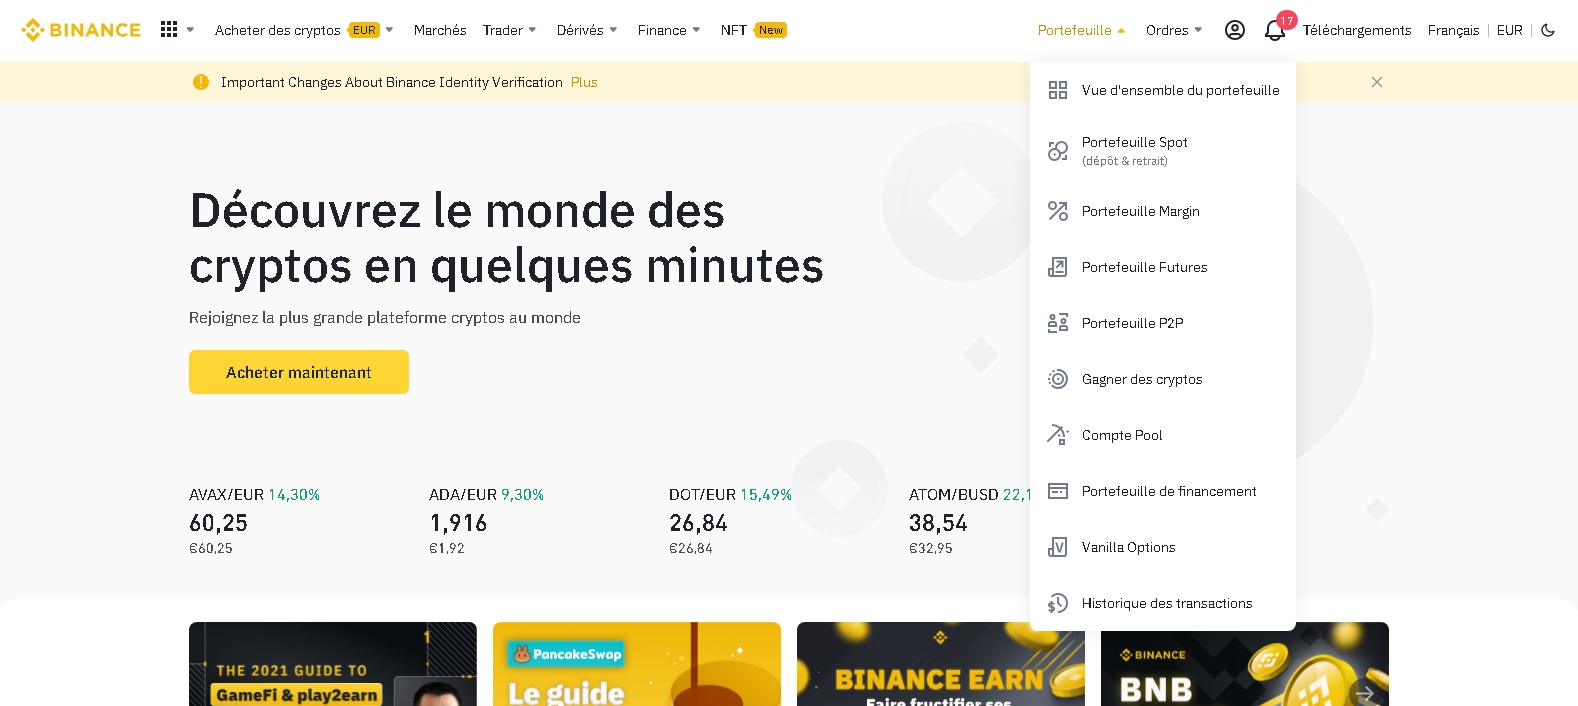 BINANCE
Acheter des cryptos EUR
Marchés
Trader
Dérivés
Finance
NFT New
Portefeuille
Ordres
17
Téléchargements
Français
EUR
Important Changes About Binance Identity Verification Plus
Vue d'ensemble du portefeuille
Portefeuille Spot
(dépôt & retrait)
Portefeuille Margin
Portefeuille Futures
Portefeuille P2P
Gagner des cryptos
Compte Pool
Portefeuille de financement
Vanilla Options
Historique des transactions
Découvrez le monde des
cryptos en quelques minutes
Rejoignez la plus grande plateforme cryptos au monde
Acheter maintenant
AVAX/EUR 14,30%
60,25
€60,25
ADA/EUR 9,30%
1,916
€1,92
DOT/EUR 15,49%
26,84
€26,84
ATOM/BUSD 22,1
38,54
€32,95
THE 2021 GUIDE TO
GameFi & play2earn
PancakeSwap
Le guide
BINANCE EARN
Faire fructifier ses
BINANCE
BNB